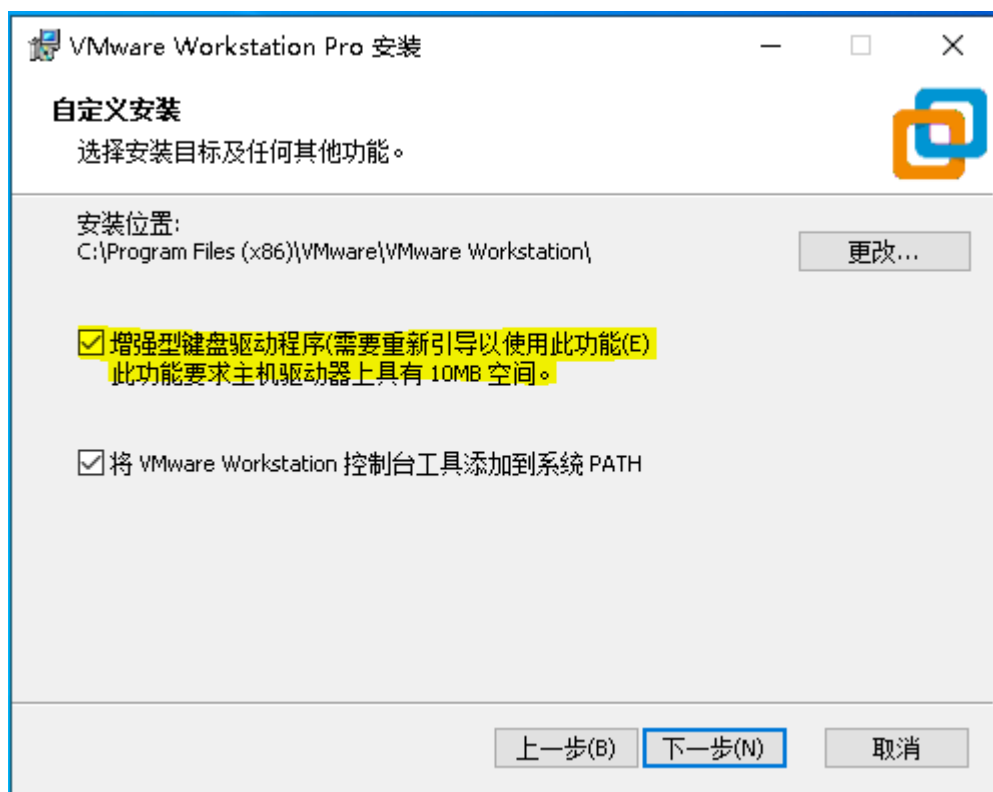 VMware Workstation Pro 安装
自定义安装
选择安装目标及任何其他功能。
安装位置:
C:\Program Files (x86)\VMware\VMware Workstation\
更改...
增强型键盘驱动程序(需要重新引导以使用此功能(E)
此功能要求主机驱动器上具有 10MB 空间。
将 VMware Workstation 控制台工具添加到系统 PATH
上一步(B)
下一步(N)
取消